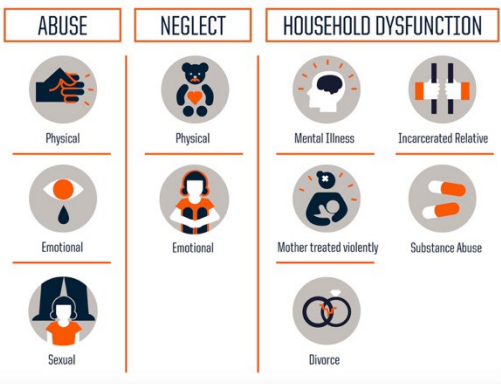 ABUSE
NEGLECT
HOUSEHOLD DYSFUNCTION
Physical
Emotional
Sexual
Physical
Emotional
Mental Illness
Incarcerated Relative
Mother treated violently
Substance Abuse
Divorce